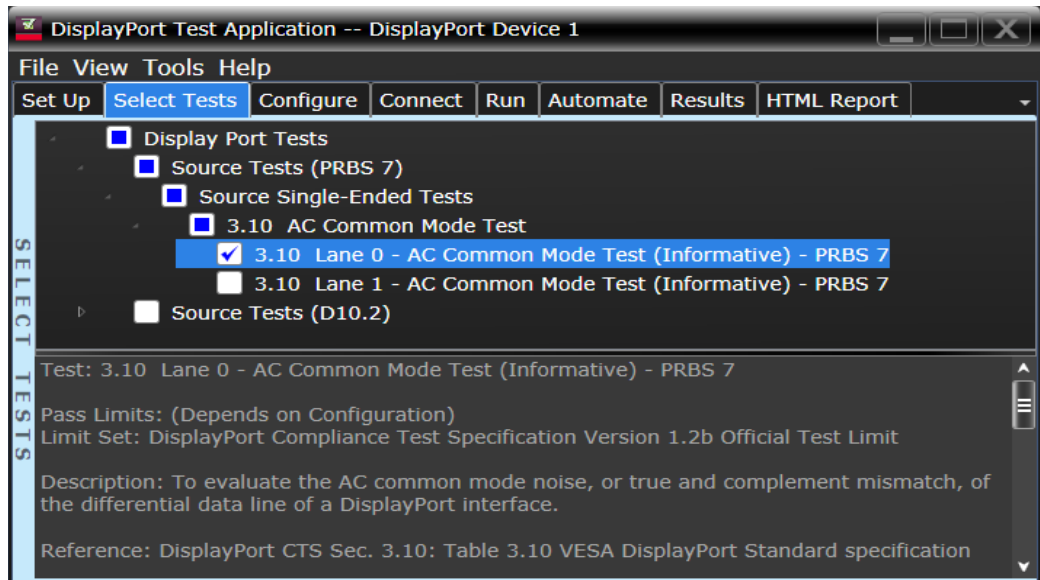 DisplayPort Test Application -- DisplayPort Device 1
File View Tools Help
Set Up Select Tests Configure Connect Run Automate Results HTML Report
Display Port Tests
Source Tests (PRBS 7)
Source Single-Ended Tests
3.10 AC Common Mode Test
3.10 Lane 0 - AC Common Mode Test (Informative) - PRBS 7
3.10 Lane 1 - AC Common Mode Test (Informative) - PRBS 7
Source Tests (D10.2)
SELECT TESTS
Test: 3.10 Lane 0 - AC Common Mode Test (Informative) - PRBS 7
Pass Limits: (Depends on Configuration)
Limit Set: DisplayPort Compliance Test Specification Version 1.2b Official Test Limit
Description: To evaluate the AC common mode noise, or true and complement mismatch, of
the differential data line of a DisplayPort interface.
Reference: DisplayPort CTS Sec. 3.10: Table 3.10 VESA DisplayPort Standard specification